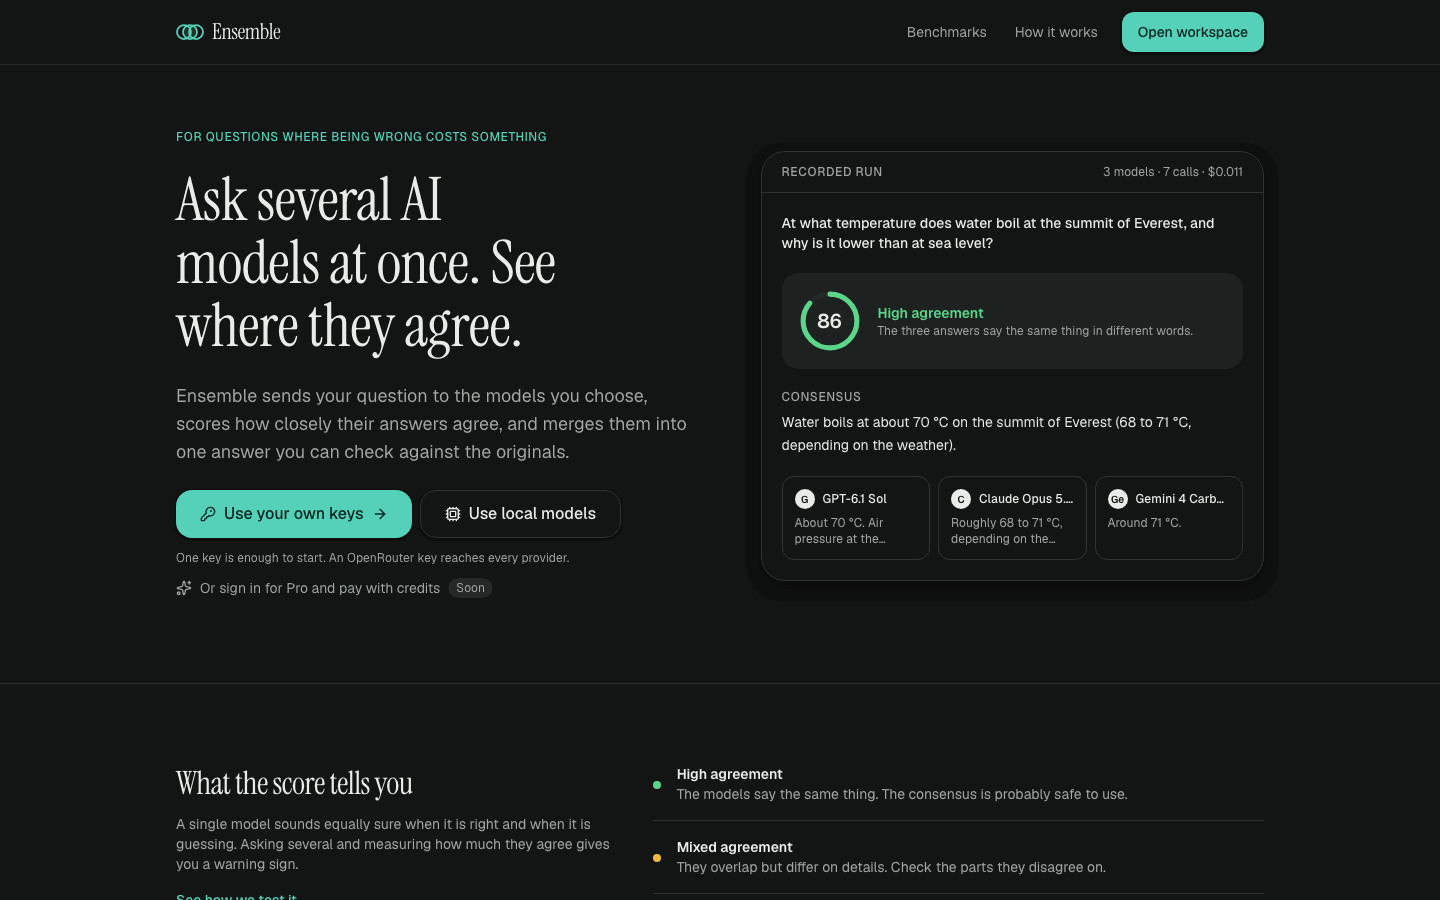 Ensemble
Benchmarks
How it works
Open workspace
FOR QUESTIONS WHERE BEING WRONG COSTS SOMETHING
Ask several AI
models at once. See
where they agree.
Ensemble sends your question to the models you choose,
scores how closely their answers agree, and merges them into
one answer you can check against the originals.
Use your own keys
Use local models
One key is enough to start. An OpenRouter key reaches every provider.
Or sign in for Pro and pay with credits Soon
RECORDED RUN
3 models · 7 calls · $0.011
At what temperature does water boil at the summit of Everest, and
why is it lower than at sea level?
86
High agreement
The three answers say the same thing in different words.
CONSENSUS
Water boils at about 70 °C on the summit of Everest (68 to 71 °C,
depending on the weather).
G GPT-6.1 Sol
About 70 °C. Air
pressure at the…
C Claude Opus 5.…
Roughly 68 to 71 °C,
depending on the…
Ge Gemini 4 Carb…
Around 71 °C.
What the score tells you
A single model sounds equally sure when it is right and when it is
guessing. Asking several and measuring how much they agree gives
you a warning sign.
See how we test it
High agreement
The models say the same thing. The consensus is probably safe to use.
Mixed agreement
They overlap but differ on details. Check the parts they disagree on.